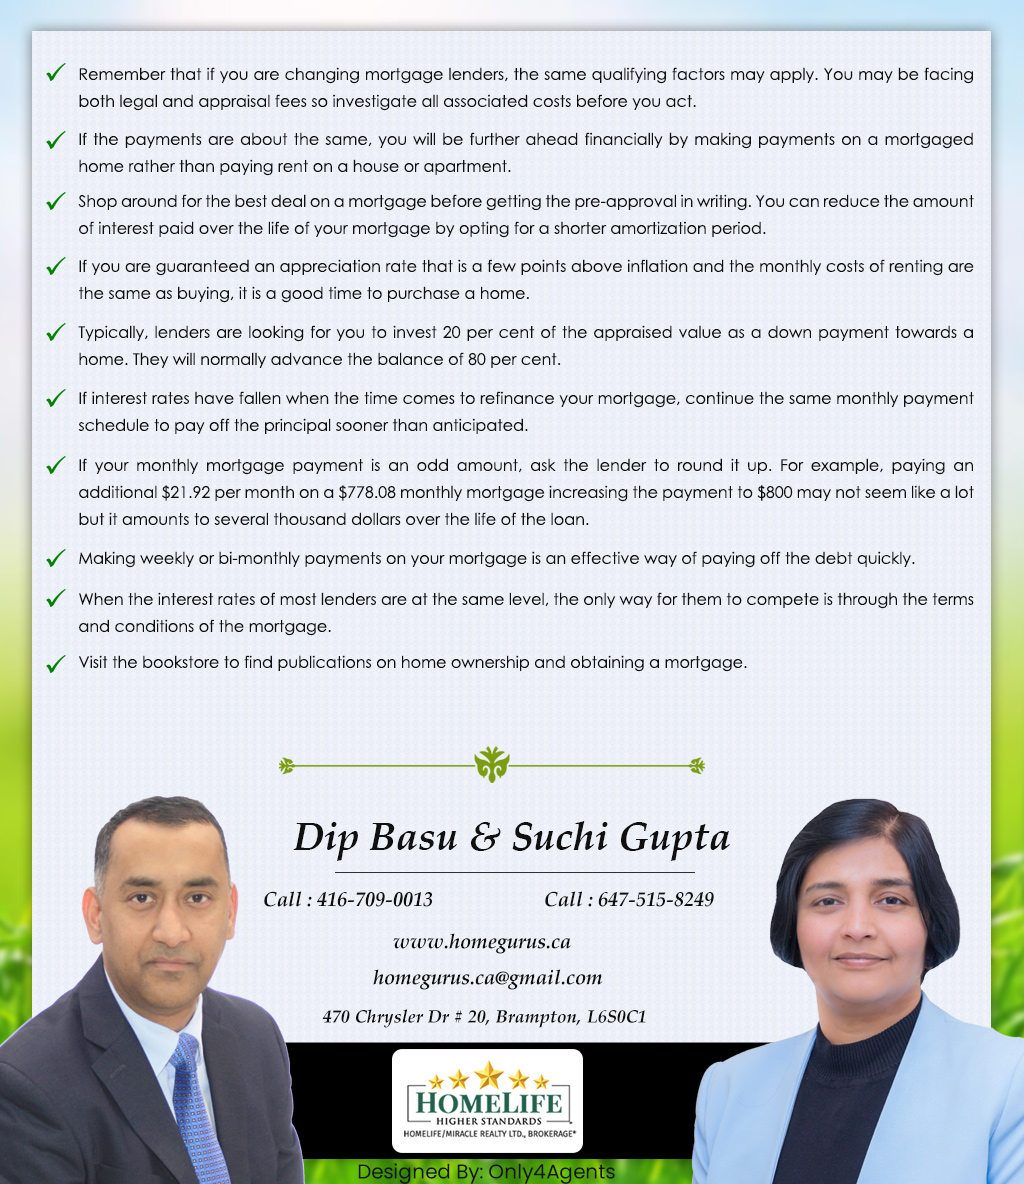 Remember that if you are changing mortgage lenders, the same qualifying factors may apply. You may be facing
both legal and appraisal fees so investigate all associated costs before you act.
If the payments are about the same, you will be further ahead financially by making payments on a mortgaged
home rather than paying rent on a house or apartment.
Shop around for the best deal on a mortgage before getting the pre-approval in writing. You can reduce the amount
of interest paid over the life of your mortgage by opting for a shorter amortization period.
If you are guaranteed an appreciation rate that is a few points above inflation and the monthly costs of renting are
the same as buying, it is a good time to purchase a home.
Typically, lenders are looking for you to invest 20 per cent of the appraised value as a down payment towards a
home. They will normally advance the balance of 80 per cent.
If interest rates have fallen when the time comes to refinance your mortgage, continue the same monthly payment
schedule to pay off the principal sooner than anticipated.
If your monthly mortgage payment is an odd amount, ask the lender to round it up. For example, paying an
additional $21.92 per month on a $778.08 monthly mortgage increasing the payment to $800 may not seem like a lot
but it amounts to several thousand dollars over the life of the loan.
Making weekly or bi-monthly payments on your mortgage is an effective way of paying off the debt quickly.
When the interest rates of most lenders are at the same level, the only way for them to compete is through the terms
and conditions of the mortgage.
Visit the bookstore to find publications on home ownership and obtaining a mortgage.
Dip Basu & Suchi Gupta
Call : 416-709-0013 Call : 647-515-8249
www.homegurus.ca
homegurus.ca@gmail.com
470 Chrysler Dr # 20, Brampton, L6S0C1
HOMELIFE
HIGHER STANDARDS
HOMELIFE/MIRACLE REALTY LTD., BROKERAGE*
Designed By: Only4Agents